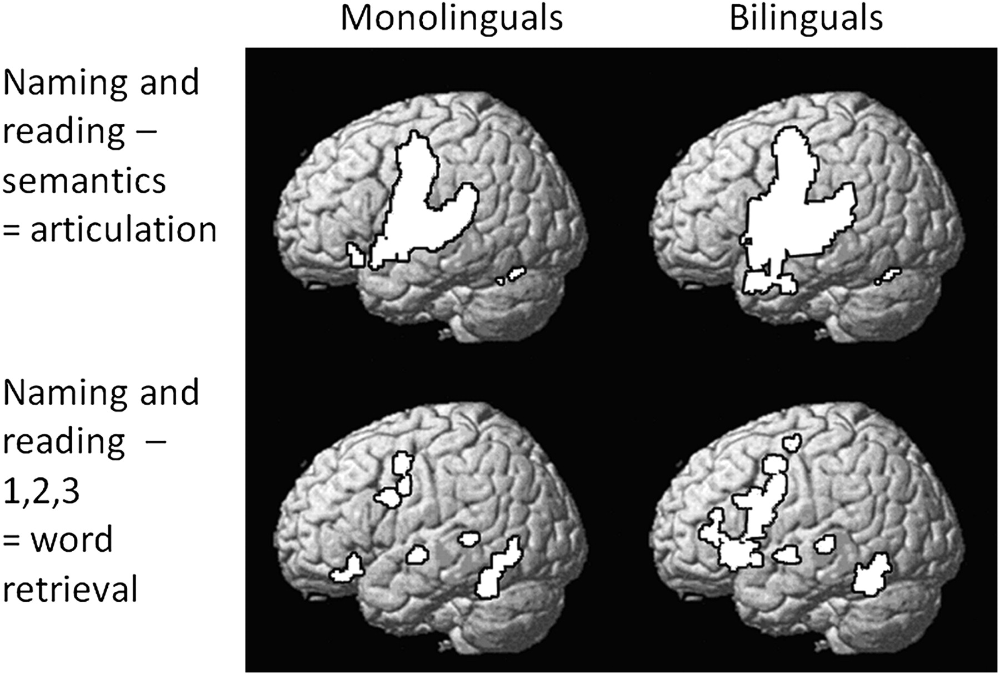 Monolinguals
Bilinguals
Naming and
reading –
semantics
= articulation
Naming and
reading –
1,2,3
= word
retrieval